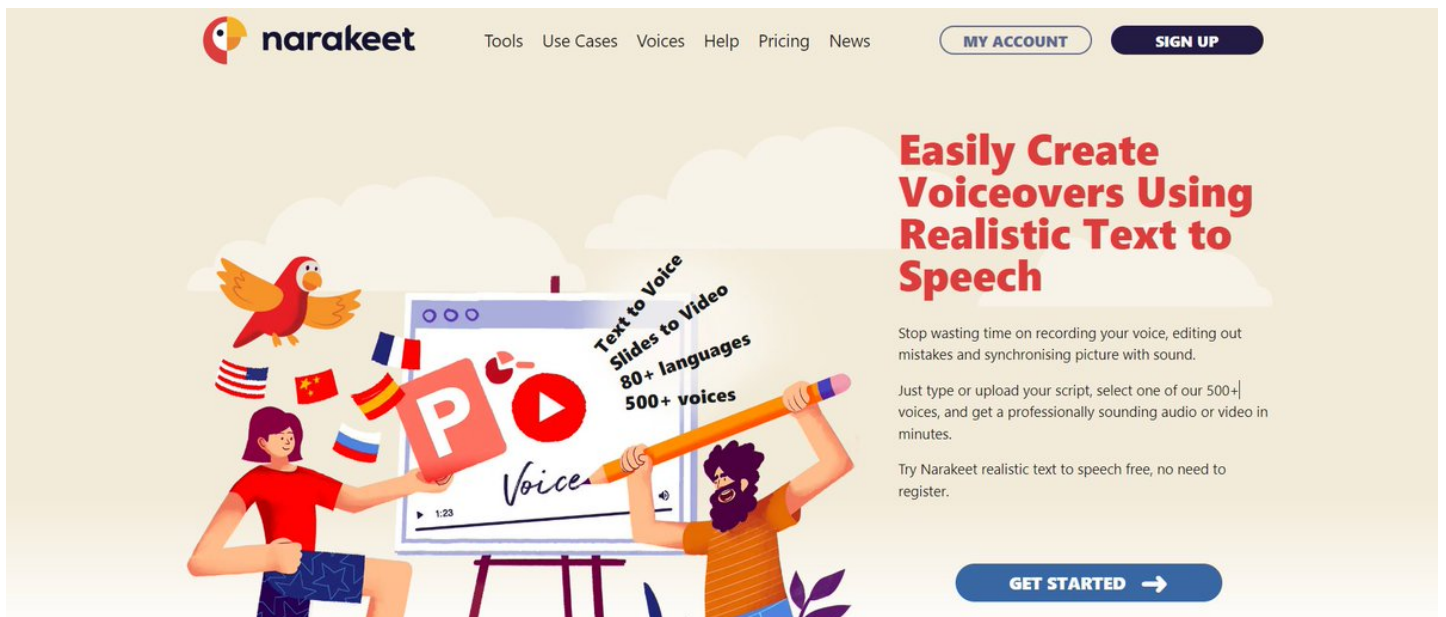 narakeet
Tools Use Cases Voices Help Pricing News
MY ACCOUNT
SIGN UP
Easily Create
Voiceovers Using
Realistic Text to
Speech
Stop wasting time on recording your voice, editing out
mistakes and synchronising picture with sound.
Just type or upload your script, select one of our 500+
voices, and get a professionally sounding audio or video in
minutes.
Try Narakeet realistic text to speech free, no need to
register.
GET STARTED
Text to Voice
Slides to Video
80+ languages
500+ voices
P
Voice
1:23